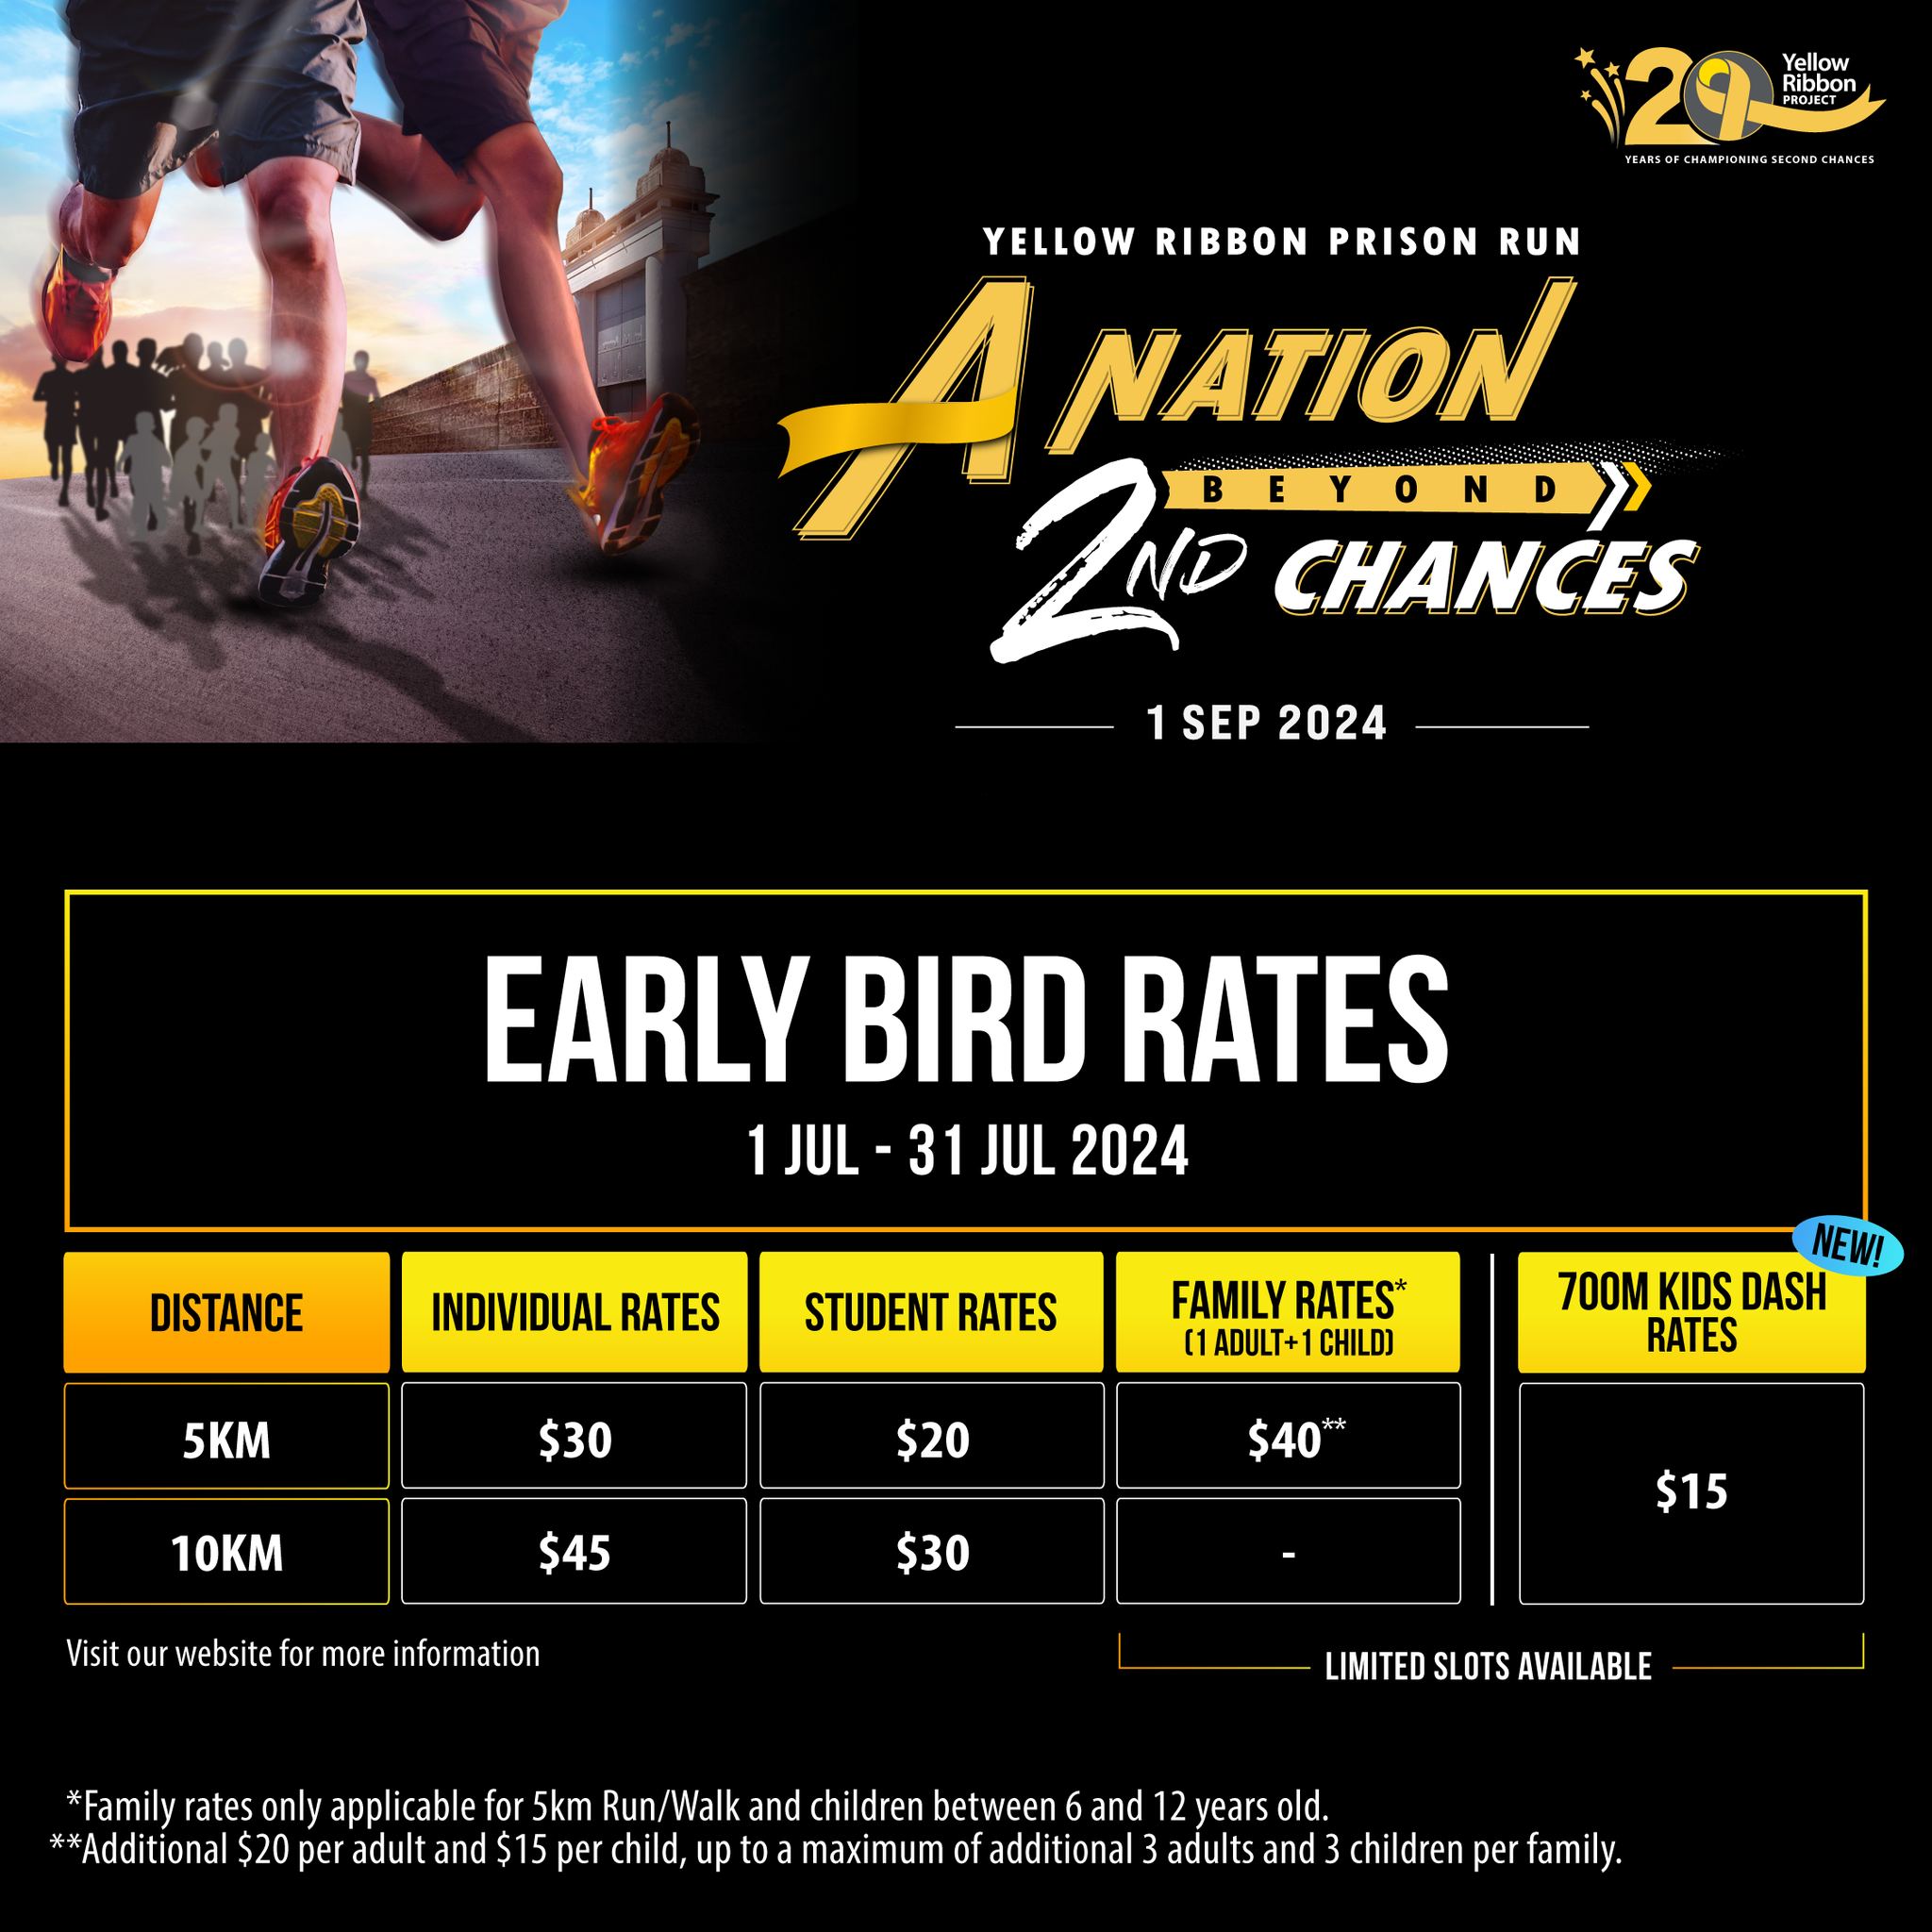 20
Yellow
Ribbon
PROJECT
YEARS OF CHAMPIONING SECOND CHANCES
YELLOW RIBBON PRISON RUN
A NATION
BEYOND
2ND CHANCES
1 SEP 2024
EARLY BIRD RATES
1 JUL - 31 JUL 2024
NEW!
DISTANCE INDIVIDUAL RATES STUDENT RATES FAMILY RATES* (1 ADULT+1 CHILD) 700M KIDS DASH RATES
5KM $30 $20 $40** $15
10KM $45 $30 -
Visit our website for more information
LIMITED SLOTS AVAILABLE
*Family rates only applicable for 5km Run/Walk and children between 6 and 12 years old.
**Additional $20 per adult and $15 per child, up to a maximum of additional 3 adults and 3 children per family.